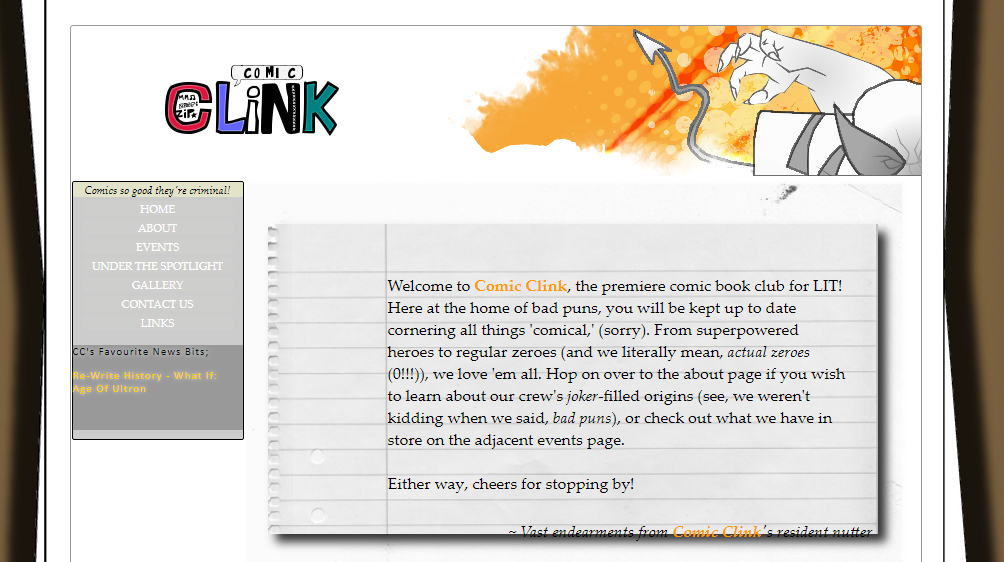 COMIC
CLiNK
Comics so good they're criminal!
HOME
ABOUT
EVENTS
UNDER THE SPOTLIGHT
GALLERY
CONTACT US
LINKS
CC's Favourite News Bits;
Re-Write History - What If:
Age Of Ultron
Welcome to Comic Clink, the premiere comic book club for LIT!
Here at the home of bad puns, you will be kept up to date
cornering all things 'comical,' (sorry). From superpowered
heroes to regular zeroes (and we literally mean, actual zeroes
(0!!!)), we love 'em all. Hop on over to the about page if you wish
to learn about our crew's joker-filled origins (see, we weren't
kidding when we said, bad puns), or check out what we have in
store on the adjacent events page.
Either way, cheers for stopping by!
~ Vast endearments from Comic Clink's resident nutter